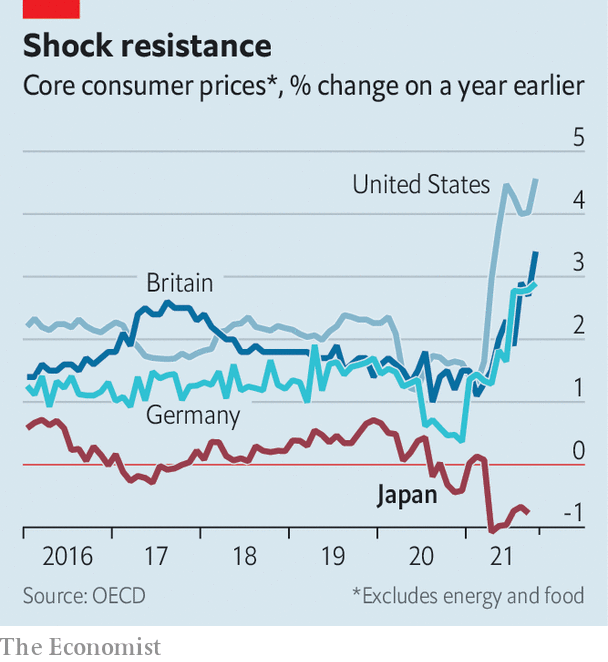 Shock resistance
Core consumer prices*, % change on a year earlier
5
United States
4
3
Britain
2
1
Germany
0
Japan
-1
2016 17 18 19 20 21
Source: OECD *Excludes energy and food
The Economist